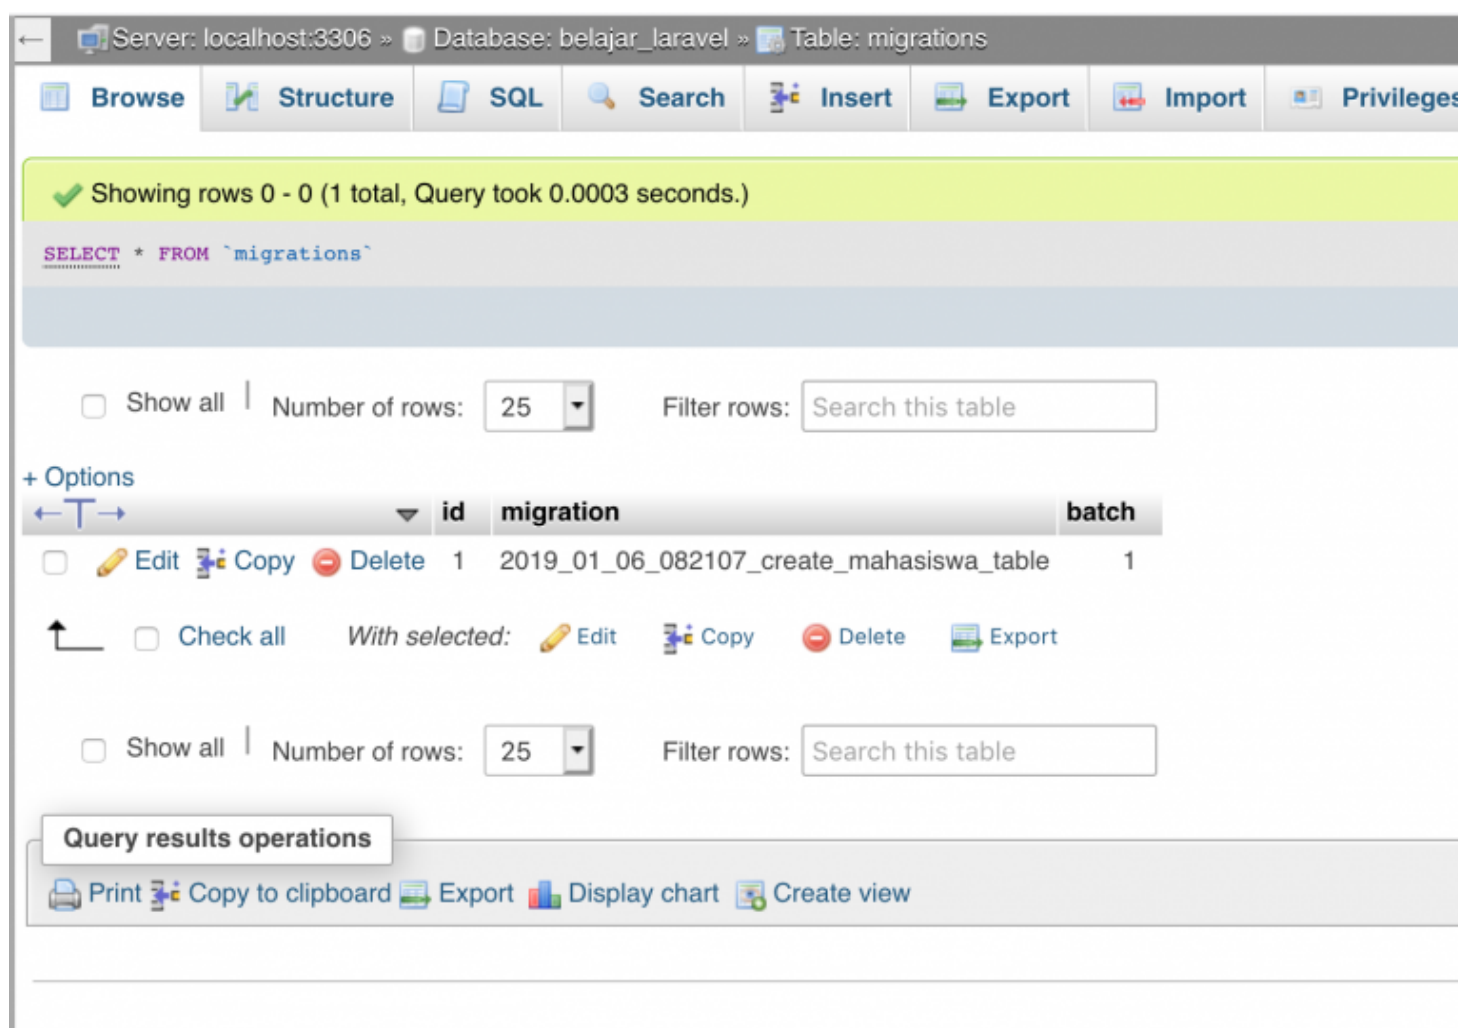 ← Server: localhost:3306 » Database: belajar_laravel » Table: migrations
Browse Structure SQL Search Insert Export Import Privileges
Showing rows 0 - 0 (1 total, Query took 0.0003 seconds.)
SELECT * FROM `migrations`
Show all | Number of rows: 25 Filter rows: Search this table
+ Options
←T→ id migration batch
Edit Copy Delete 1 2019_01_06_082107_create_mahasiswa_table 1
Check all With selected: Edit Copy Delete Export
Show all | Number of rows: 25 Filter rows: Search this table
Query results operations
Print Copy to clipboard Export Display chart Create view